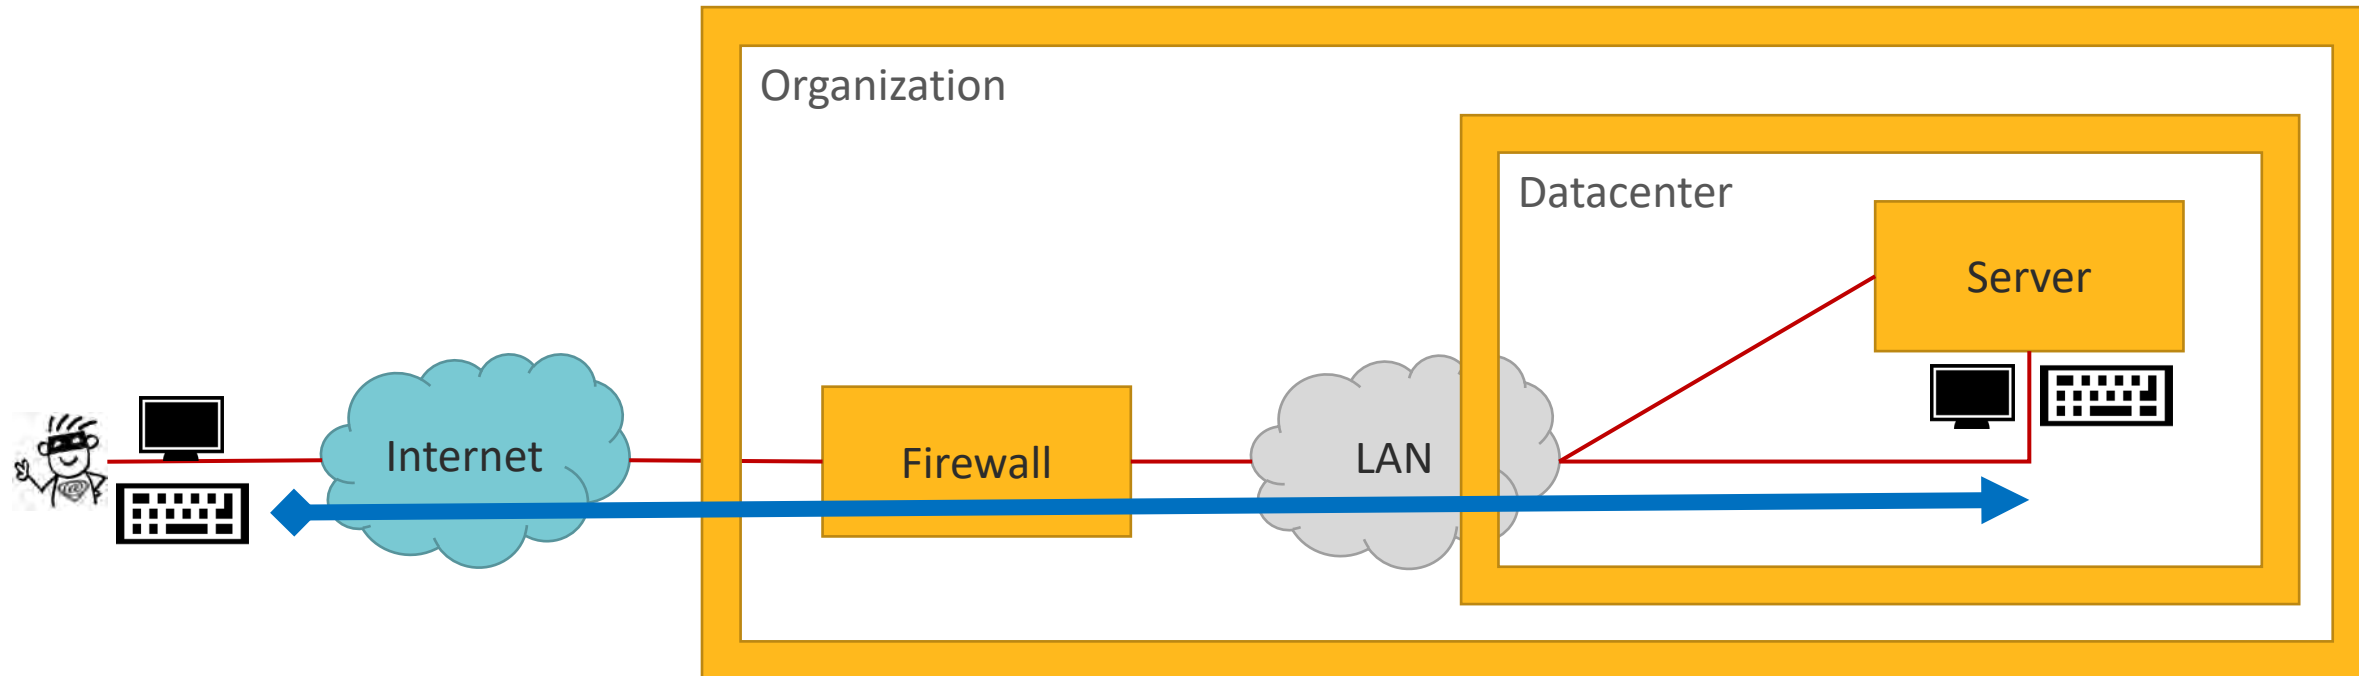 Organization
Datacenter
Server
Internet
Firewall
LAN